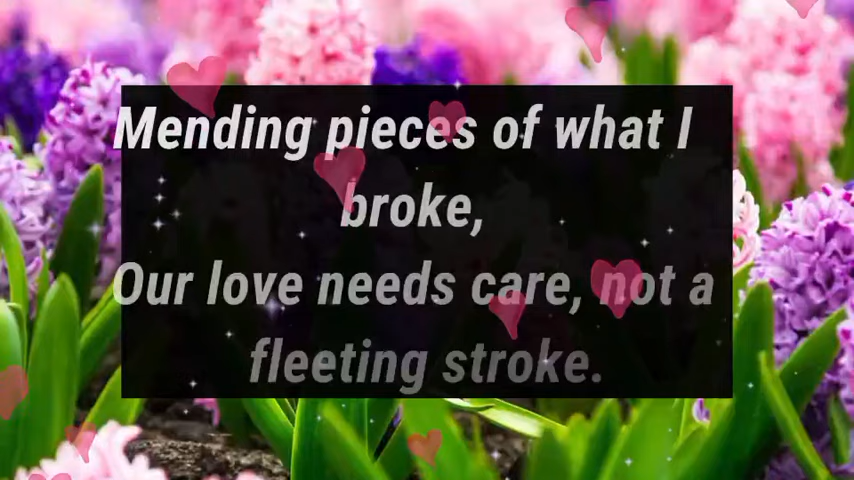 Mending pieces of what I
broke,
Our love needs care, not a
fleeting stroke.